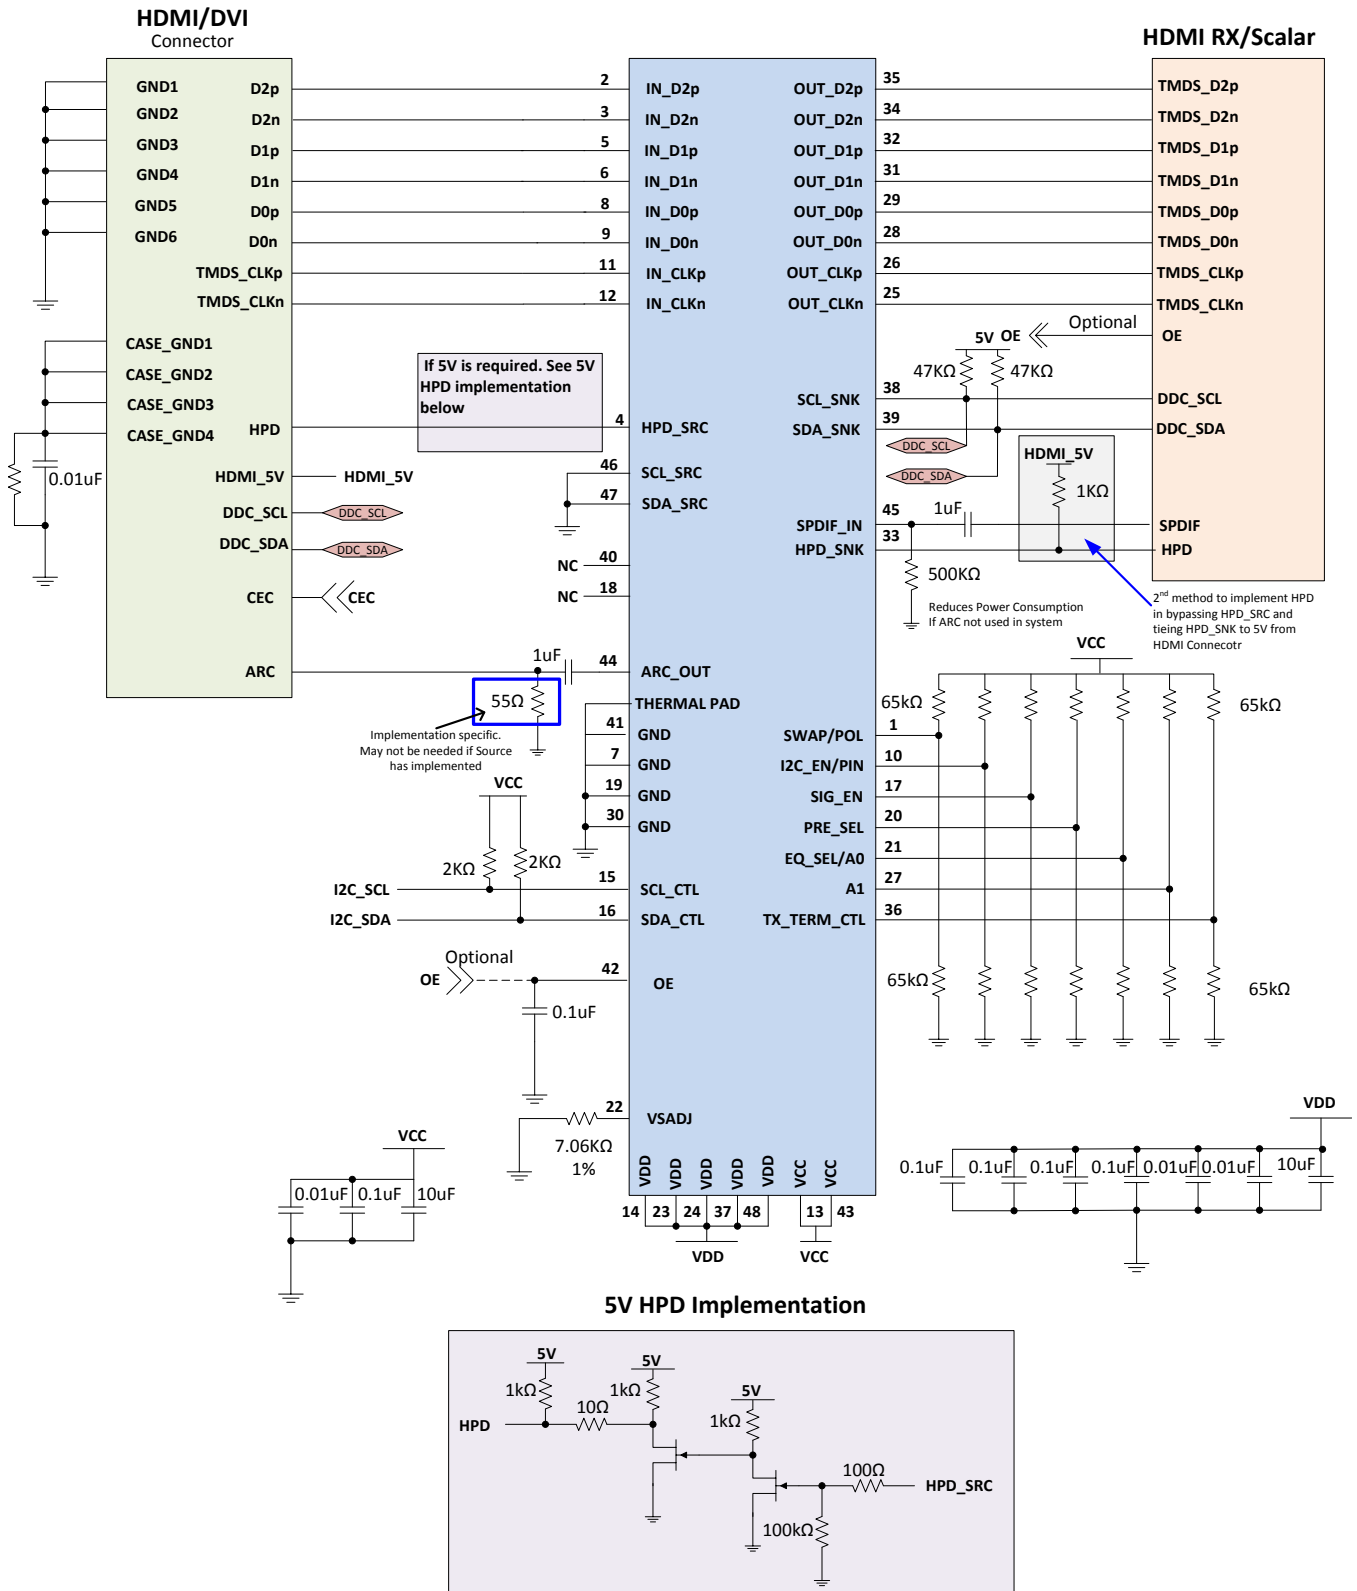 HDMI/DVI
Connector
HDMI RX/Scalar
GND1
GND2
GND3
GND4
GND5
GND6
CASE_GND1
CASE_GND2
CASE_GND3
CASE_GND4
0.01uF
D2p
D2n
D1p
D1n
D0p
D0n
TMDS_CLKp
TMDS_CLKn
HPD
HDMI_5V
HDMI_5V
DDC_SCL
DDC_SCL
DDC_SDA
DDC_SDA
CEC
CEC
ARC
If 5V is required. See 5V
HPD implementation
below
2
3
5
6
8
9
11
12
4
46
47
40
NC
18
NC
1uF
44
55Ω
Implementation specific.
May not be needed if Source
has implemented
41
7
19
30
VCC
2KΩ
2KΩ
I2C_SCL
15
I2C_SDA
16
Optional
OE
42
0.1uF
22
7.06KΩ
1%
IN_D2p
IN_D2n
IN_D1p
IN_D1n
IN_D0p
IN_D0n
IN_CLKp
IN_CLKn
HPD_SRC
SCL_SRC
SDA_SRC
ARC_OUT
THERMAL PAD
GND
GND
GND
GND
SCL_CTL
SDA_CTL
OE
VSADJ
OUT_D2p
OUT_D2n
OUT_D1p
OUT_D1n
OUT_D0p
OUT_D0n
OUT_CLKp
OUT_CLKn
SCL_SNK
SDA_SNK
SPDIF_IN
HPD_SNK
SWAP/POL
I2C_EN/PIN
SIG_EN
PRE_SEL
EQ_SEL/A0
A1
TX_TERM_CTL
35
34
32
31
29
28
26
25
38
39
45
33
1
10
17
20
21
27
36
TMDS_D2p
TMDS_D2n
TMDS_D1p
TMDS_D1n
TMDS_D0p
TMDS_D0n
TMDS_CLKp
TMDS_CLKn
OE
DDC_SCL
DDC_SDA
SPDIF
HPD
5V
OE
Optional
47KΩ
47KΩ
DDC_SCL
DDC_SDA
HDMI_5V
1KΩ
1uF
500KΩ
Reduces Power Consumption
If ARC not used in system
2nd method to implement HPD
in bypassing HPD_SRC and
tieing HPD_SNK to 5V from
HDMI Connecotr
VCC
65kΩ
65kΩ
65kΩ
65kΩ
VDD
VDD
VDD
VDD
VDD
VCC
VCC
14
23
24
37
48
13
43
VDD
VCC
VCC
0.01uF
0.1uF
10uF
VDD
0.1uF
0.1uF
0.1uF
0.1uF
0.01uF
0.01uF
10uF
5V HPD Implementation
5V
1kΩ
5V
1kΩ
5V
1kΩ
HPD
10Ω
100Ω
HPD_SRC
100kΩ